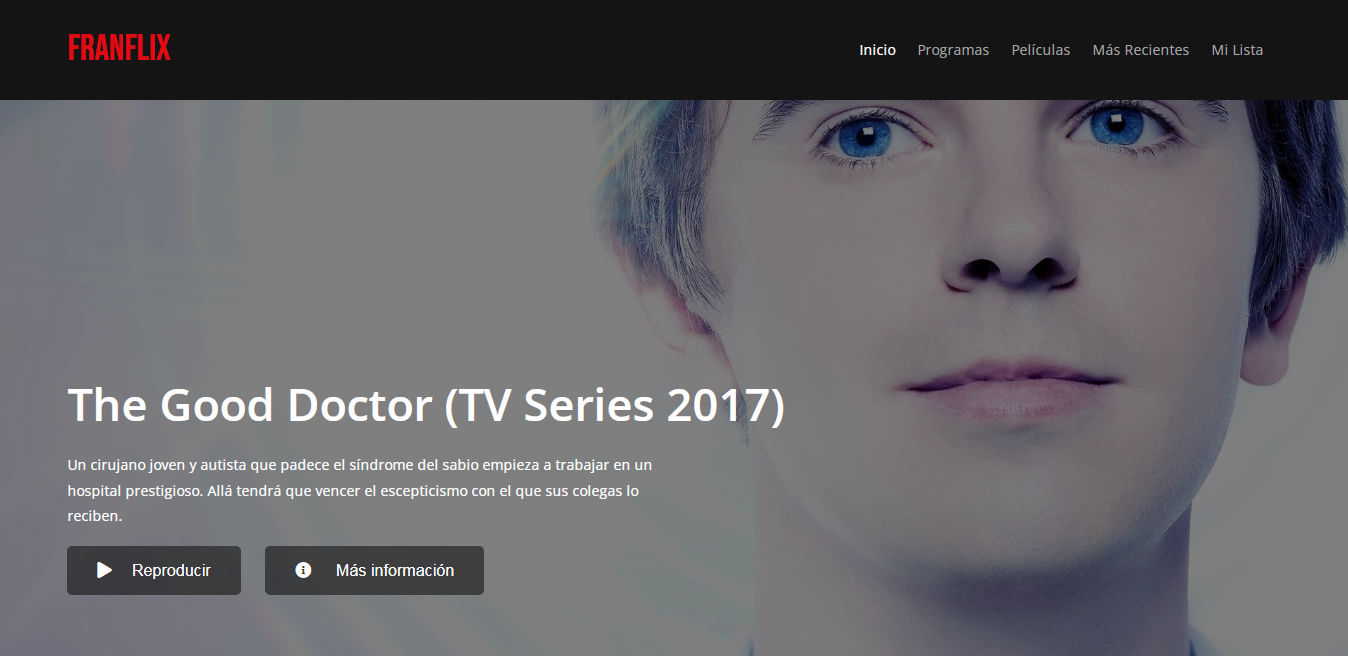 FRANFLIX
Inicio Programas Películas Más Recientes Mi Lista
The Good Doctor (TV Series 2017)
Un cirujano joven y autista que padece el síndrome del sabio empieza a trabajar en un
hospital prestigioso. Allá tendrá que vencer el escepticismo con el que sus colegas lo
reciben.
Reproducir Más información